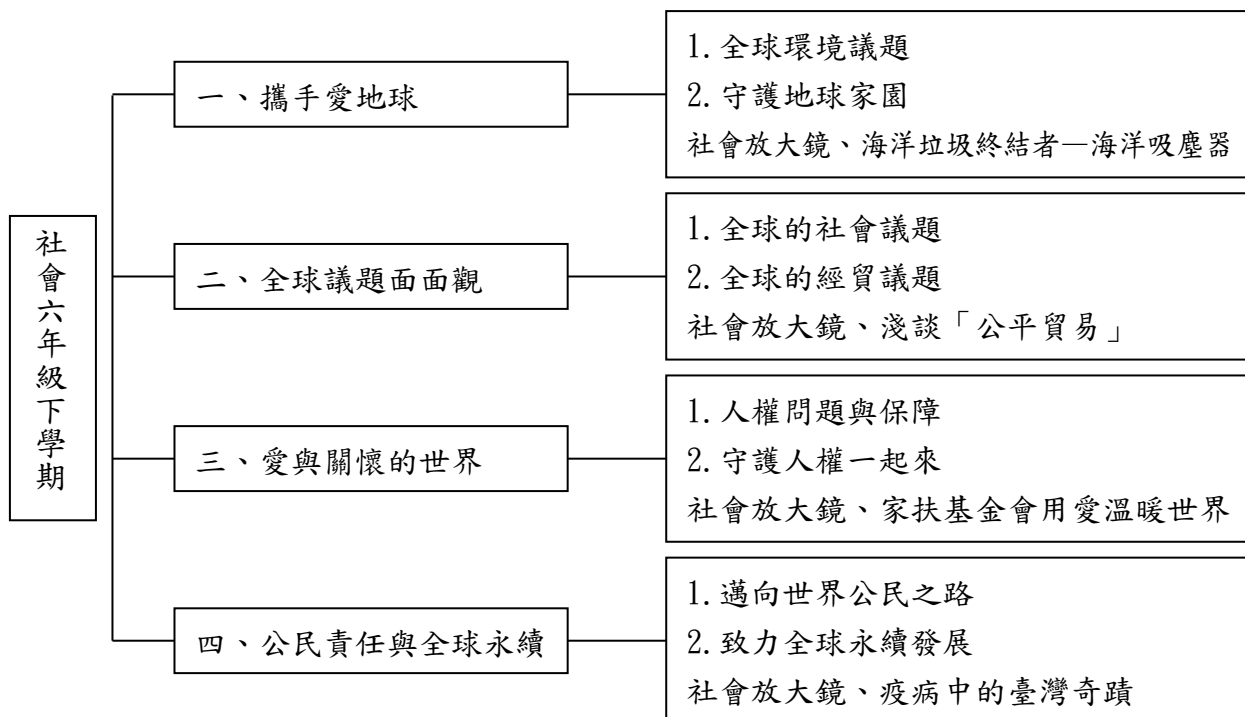 社會六年級下學期
一、攜手愛地球
1.全球環境議題
2.守護地球家園
社會放大鏡、海洋垃圾終結者—海洋吸塵器
二、全球議題面面觀
1.全球的社會議題
2.全球的經貿議題
社會放大鏡、淺談「公平貿易」
三、愛與關懷的世界
1.人權問題與保障
2.守護人權一起來
社會放大鏡、家扶基金會用愛溫暖世界
四、公民責任與全球永續
1.邁向世界公民之路
2.致力全球永續發展
社會放大鏡、疫病中的臺灣奇蹟